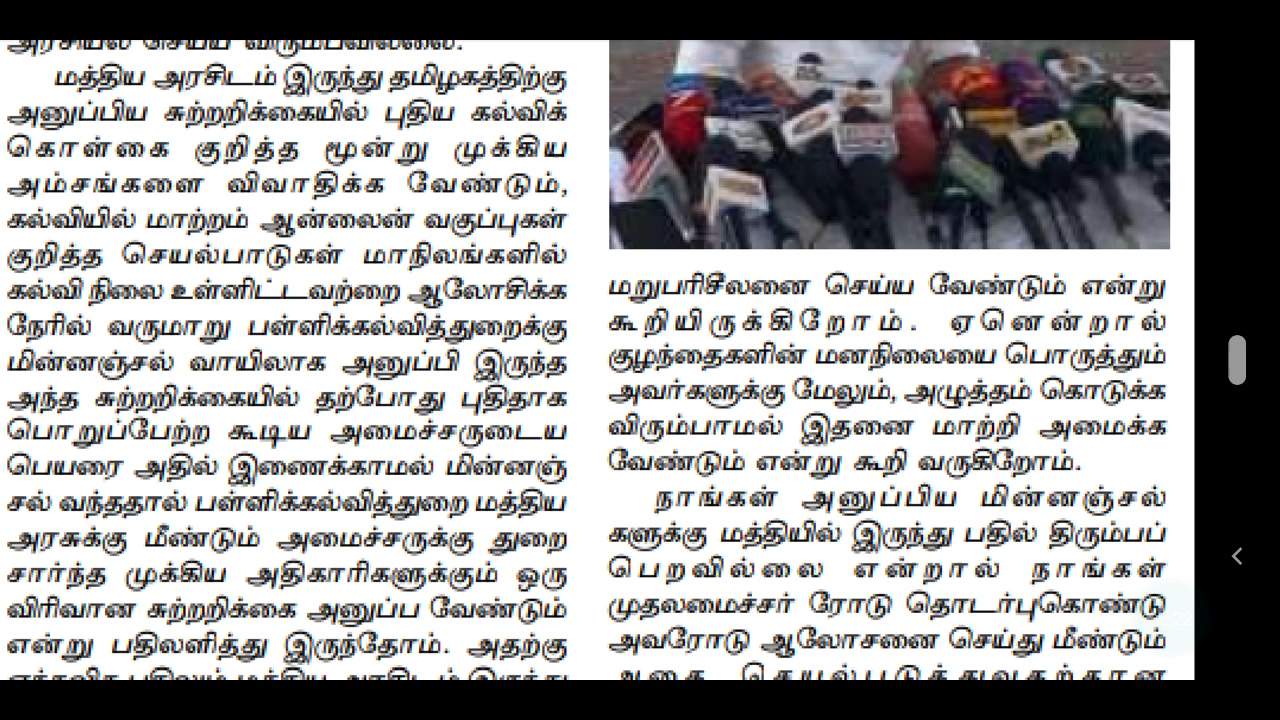 அரசியல் செய்ய விரும்பவில்லை.
மத்திய அரசிடம் இருந்து தமிழகத்திற்கு
அனுப்பிய சுற்றறிக்கையில் புதிய கல்விக்
கொள்கை குறித்த மூன்று முக்கிய
அம்சங்களை விவாதிக்க வேண்டும்,
கல்வியில் மாற்றம் ஆன்லைன் வகுப்புகள்
குறித்த செயல்பாடுகள் மாநிலங்களில்
கல்வி நிலை உள்ளிட்டவற்றை ஆலோசிக்க
நேரில் வருமாறு பள்ளிக்கல்வித்துறைக்கு
மின்னஞ்சல் வாயிலாக அனுப்பி இருந்த
அந்த சுற்றறிக்கையில் தற்போது புதிதாக
பொறுப்பேற்ற கூடிய அமைச்சருடைய
பெயரை அதில் இணைக்காமல் மின்னஞ்
சல் வந்ததால் பள்ளிக்கல்வித்துறை மத்திய
அரசுக்கு மீண்டும் அமைச்சருக்கு துறை
சார்ந்த முக்கிய அதிகாரிகளுக்கும் ஒரு
விரிவான சுற்றறிக்கை அனுப்ப வேண்டும்
என்று பதிலளித்து இருந்தோம். அதற்கு
மறுபரிசீலனை செய்ய வேண்டும் என்று
கூறியிருக்கிறோம். ஏனென்றால்
குழந்தைகளின் மனநிலையை பொருத்தும்
அவர்களுக்கு மேலும், அழுத்தம் கொடுக்க
விரும்பாமல் இதனை மாற்றி அமைக்க
வேண்டும் என்று கூறி வருகிறோம்.
நாங்கள் அனுப்பிய மின்னஞ்சல்
களுக்கு மத்தியில் இருந்து பதில் திரும்பப்
பெறவில்லை என்றால் நாங்கள்
முதலமைச்சர் ரோடு தொடர்புகொண்டு
அவரோடு ஆலோசனை செய்து மீண்டும்